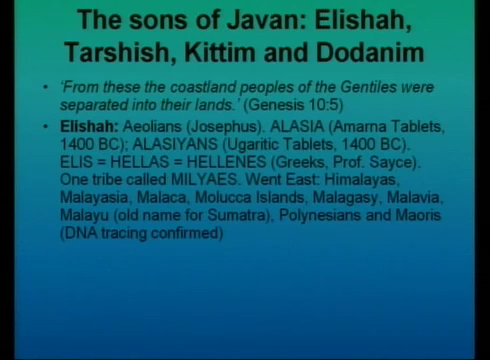 The sons of Javan: Elishah,
Tarshish, Kittim and Dodanim
• ‘From these the coastland peoples of the Gentiles were
separated into their lands.’ (Genesis 10:5)
• Elishah: Aeolians (Josephus). ALASIA (Amarna Tablets,
1400 BC); ALASIYANS (Ugaritic Tablets, 1400 BC).
ELIS = HELLAS = HELLENES (Greeks, Prof. Sayce).
One tribe called MILYAES. Went East: Himalayas,
Malayasia, Malaca, Molucca Islands, Malagasy, Malavia,
Malayu (old name for Sumatra), Polynesians and Maoris
(DNA tracing confirmed)